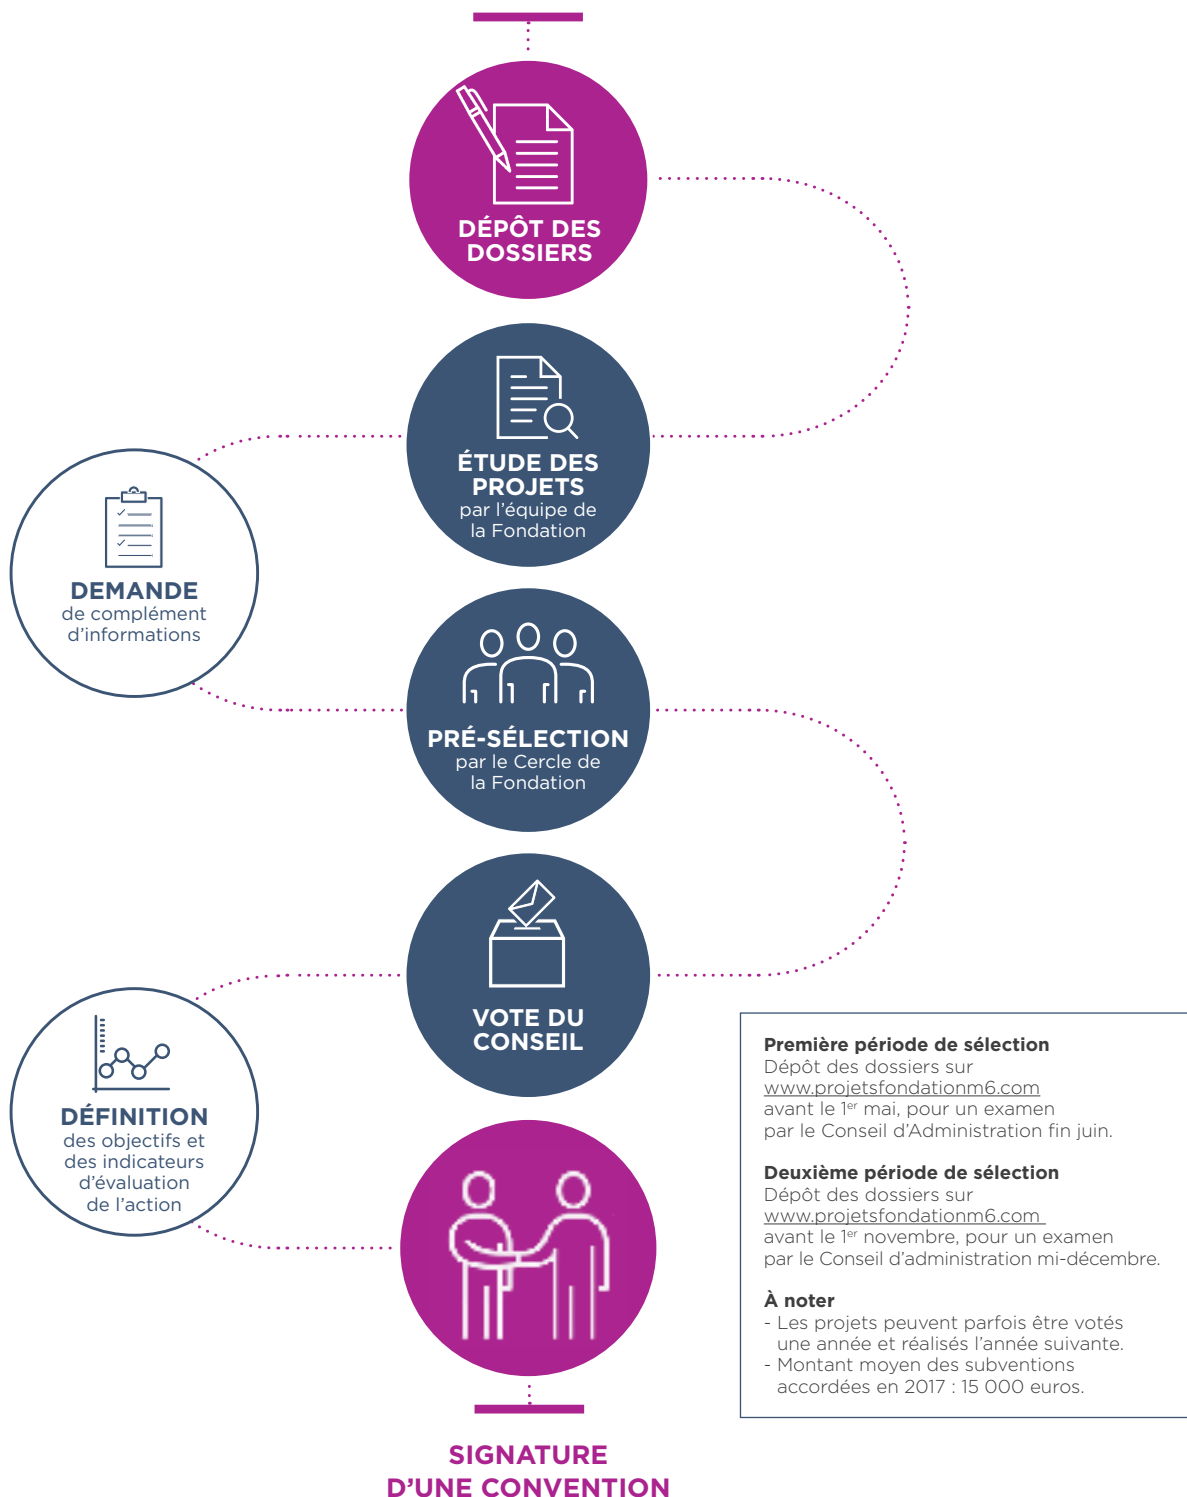 DÉPÔT DES
DOSSIERS
ÉTUDE DES
PROJETS
par l’équipe de
la Fondation
DEMANDE
de complément
d’informations
PRÉ-SÉLECTION
par le Cercle de
la Fondation
VOTE DU
CONSEIL
DÉFINITION
des objectifs et
des indicateurs
d’évaluation
de l’action
SIGNATURE
D’UNE CONVENTION
Première période de sélection
Dépôt des dossiers sur
www.projetsfondationm6.com
avant le 1er mai, pour un examen
par le Conseil d’Administration fin juin.
Deuxième période de sélection
Dépôt des dossiers sur
www.projetsfondationm6.com
avant le 1er novembre, pour un examen
par le Conseil d’administration mi-décembre.
À noter
- Les projets peuvent parfois être votés
une année et réalisés l’année suivante.
- Montant moyen des subventions
accordées en 2017 : 15 000 euros.